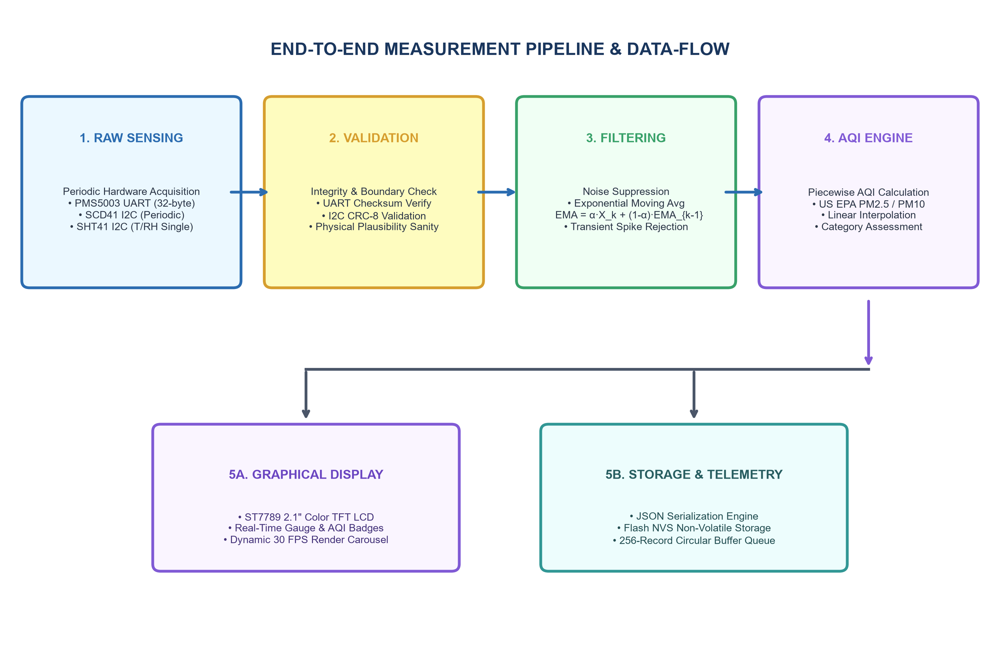 END-TO-END MEASUREMENT PIPELINE & DATA-FLOW
1. RAW SENSING
Periodic Hardware Acquisition
• PMS5003 UART (32-byte)
• SCD41 I2C (Periodic)
• SHT41 I2C (T/RH Single)
2. VALIDATION
Integrity & Boundary Check
• UART Checksum Verify
• I2C CRC-8 Validation
• Physical Plausibility Sanity
3. FILTERING
Noise Suppression
• Exponential Moving Avg
EMA = α·X_k + (1-α)·EMA_{k-1}
• Transient Spike Rejection
4. AQI ENGINE
Piecewise AQI Calculation
• US EPA PM2.5 / PM10
• Linear Interpolation
• Category Assessment
5A. GRAPHICAL DISPLAY
• ST7789 2.1" Color TFT LCD
• Real-Time Gauge & AQI Badges
• Dynamic 30 FPS Render Carousel
5B. STORAGE & TELEMETRY
• JSON Serialization Engine
• Flash NVS Non-Volatile Storage
• 256-Record Circular Buffer Queue